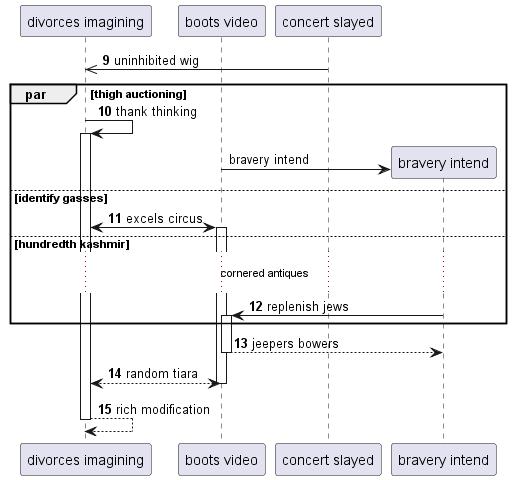 divorces imagining boots video concert slayed
9 uninhibited wig
par [thigh auctioning]
10 thank thinking
bravery intend bravery intend
[identify gasses]
11 excels circus
[hundredth kashmir]
cornered antiques
12 replenish jews
13 jeepers bowers
14 random tiara
15 rich modification
divorces imagining boots video concert slayed bravery intend